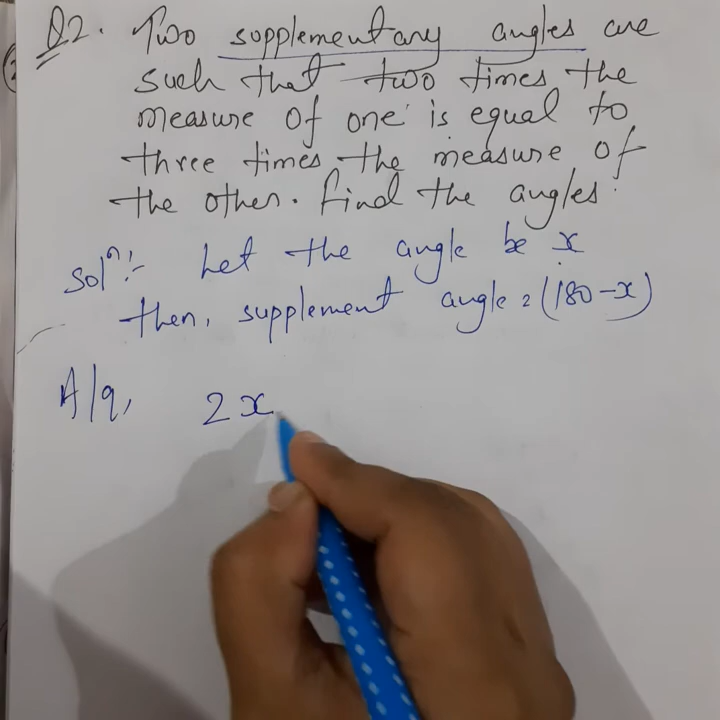 Q2. Two supplementary angles are
such that two times the
measure of one is equal to
three times the measure of
the other. Find the angles.
Solⁿ:- Let the angle be x
then, supplement angle = (180-x)
A/q, 2x